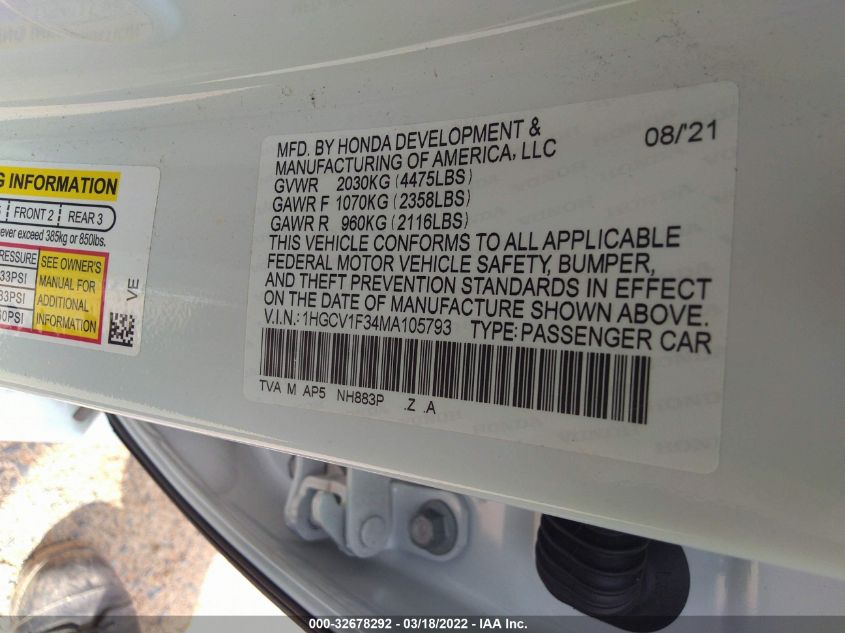 MFD. BY HONDA DEVELOPMENT &
MANUFACTURING OF AMERICA, LLC 08/'21
GVWR 2030KG (4475LBS)
GAWR F 1070KG (2358LBS)
GAWR R 960KG (2116LBS)
THIS VEHICLE CONFORMS TO ALL APPLICABLE
FEDERAL MOTOR VEHICLE SAFETY, BUMPER,
AND THEFT PREVENTION STANDARDS IN EFFECT
ON THE DATE OF MANUFACTURE SHOWN ABOVE.
V.I.N.: 1HGCV1F34MA105793 TYPE: PASSENGER CAR
TVA M AP5 NH883P .Z .A
INFORMATION
FRONT 2 REAR 3
exceed 385kg or 850lbs.
33PSI
SEE OWNER'S
MANUAL FOR
ADDITIONAL
INFORMATION
VE
000-32678292 - 03/18/2022 - IAA Inc.